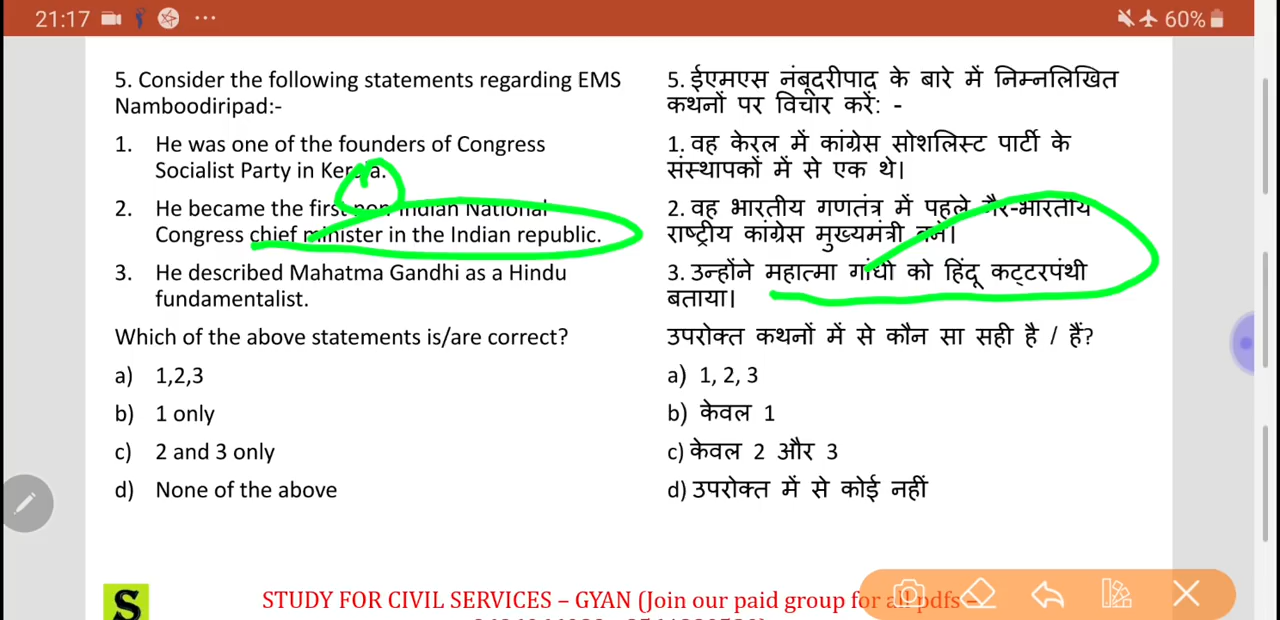 21:17
60%
5. Consider the following statements regarding EMS
Namboodiripad:-
1. He was one of the founders of Congress
Socialist Party in Kerala.
2. He became the first non Indian National
Congress chief minister in the Indian republic.
3. He described Mahatma Gandhi as a Hindu
fundamentalist.
Which of the above statements is/are correct?
a) 1,2,3
b) 1 only
c) 2 and 3 only
d) None of the above
5. ईएमएस नंबूदरीपाद के बारे में निम्नलिखित
कथनों पर विचार करें: -
1. वह केरल में कांग्रेस सोशलिस्ट पार्टी के
संस्थापकों में से एक थे।
2. वह भारतीय गणतंत्र में पहले गैर-भारतीय
राष्ट्रीय कांग्रेस मुख्यमंत्री बने।
3. उन्होंने महात्मा गांधी को हिंदू कट्टरपंथी
बताया।
उपरोक्त कथनों में से कौन सा सही है / हैं?
a) 1, 2, 3
b) केवल 1
c) केवल 2 और 3
d) उपरोक्त में से कोई नहीं
S
STUDY FOR CIVIL SERVICES – GYAN (Join our paid group for all pdfs –